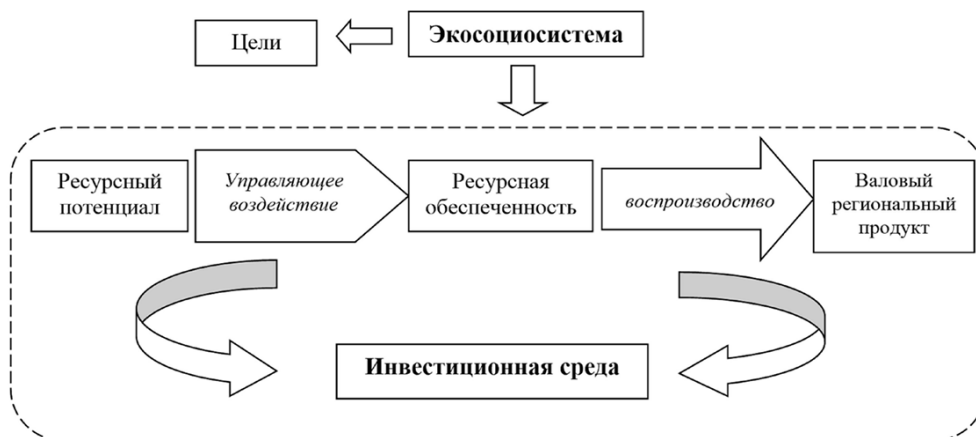 Экосоциосистема
Цели
Ресурсный
потенциал
Управляющее
воздействие
Ресурсная
обеспеченность
воспроизводство
Валовый
региональный
продукт
Инвестиционная среда